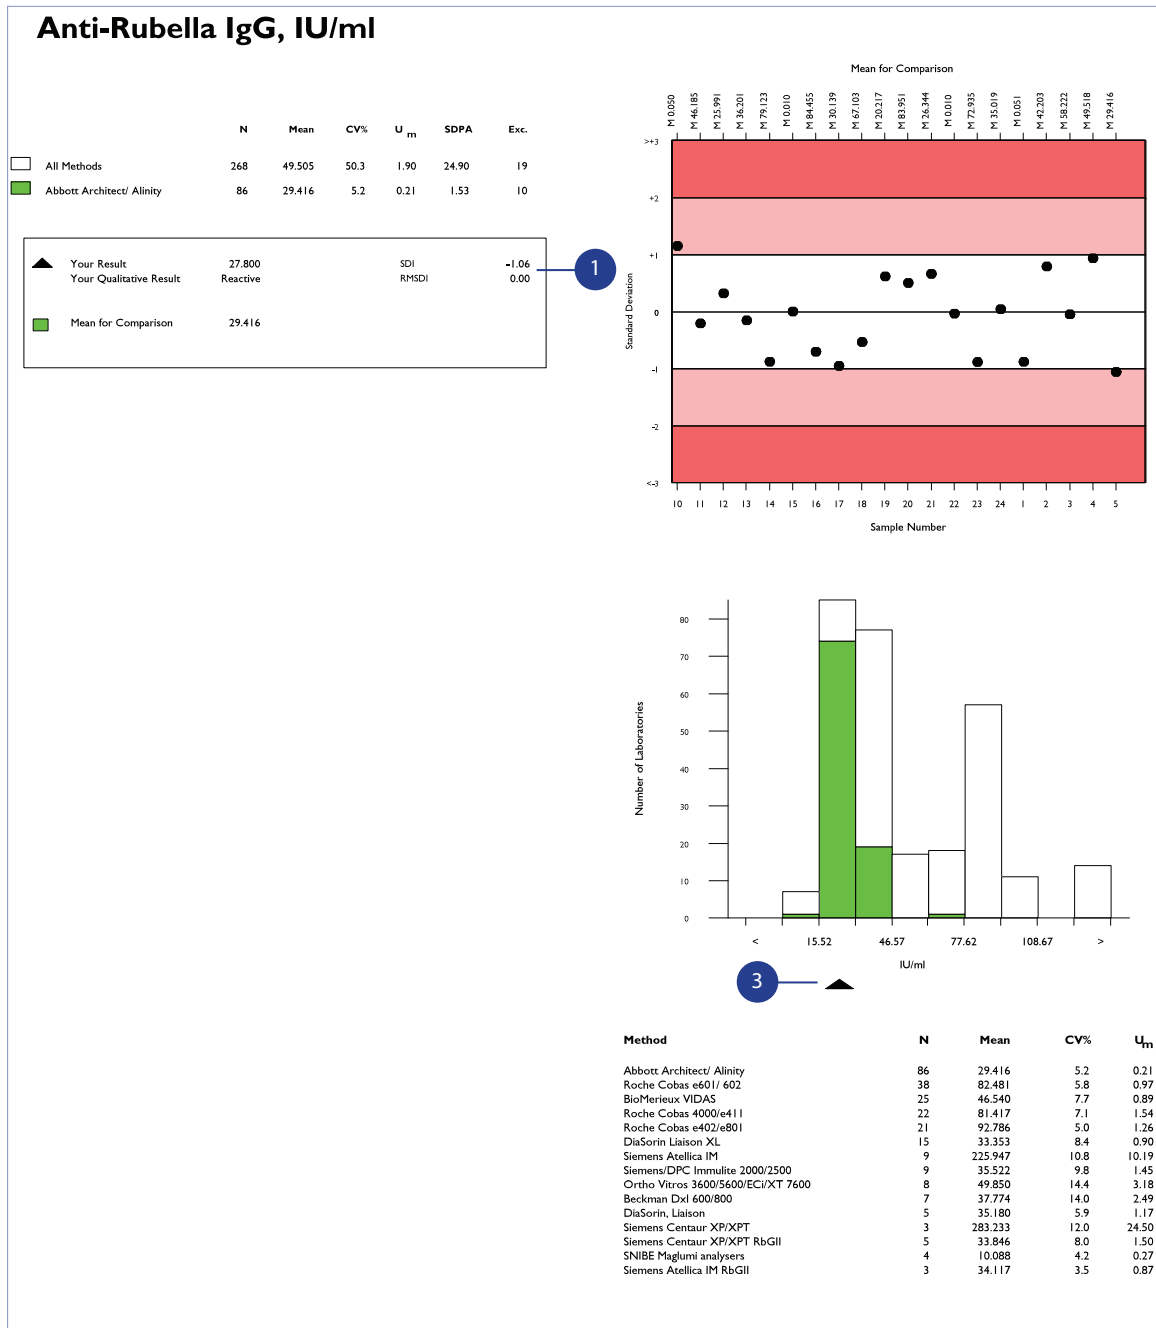 Anti-Rubella IgG, IU/ml
N Mean CV% U m SDPA Exc.
All Methods 268 49.505 50.3 1.90 24.90 19
Abbott Architect/ Alinity 86 29.416 5.2 0.21 1.53 10
Your Result 27.800 SDI -1.06
Your Qualitative Result Reactive RMSDI 0.00
Mean for Comparison 29.416
1
Mean for Comparison
M 0.050
M 46.185
M 25.991
M 36.201
M 79.123
M 0.010
M 84.455
M 30.139
M 67.103
M 20.217
M 83.951
M 26.344
M 0.010
M 72.935
M 35.019
M 0.051
M 42.203
M 58.222
M 49.518
M 29.416
>+3
+2
+1
0
-1
-2
<-3
Standard Deviation
10 11 12 13 14 15 16 17 18 19 20 21 22 23 24 1 2 3 4 5
Sample Number
80
70
60
50
40
30
20
10
0
Number of Laboratories
< 15.52 46.57 77.62 108.67 >
IU/ml
3
Method N Mean CV% Um
Abbott Architect/ Alinity 86 29.416 5.2 0.21
Roche Cobas e601/ 602 38 82.481 5.8 0.97
BioMerieux VIDAS 25 46.540 7.7 0.89
Roche Cobas 4000/e411 22 81.417 7.1 1.54
Roche Cobas e402/e801 21 92.786 5.0 1.26
DiaSorin Liaison XL 15 33.353 8.4 0.90
Siemens Atellica IM 9 225.947 10.8 10.19
Siemens/DPC Immulite 2000/2500 9 35.522 9.8 1.45
Ortho Vitros 3600/5600/ECi/XT 7600 8 49.850 14.4 3.18
Beckman DxI 600/800 7 37.774 14.0 2.49
DiaSorin, Liaison 5 35.180 5.9 1.17
Siemens Centaur XP/XPT 3 283.233 12.0 24.50
Siemens Centaur XP/XPT RbGII 5 33.846 8.0 1.50
SNIBE Maglumi analysers 4 10.088 4.2 0.27
Siemens Atellica IM RbGII 3 34.117 3.5 0.87